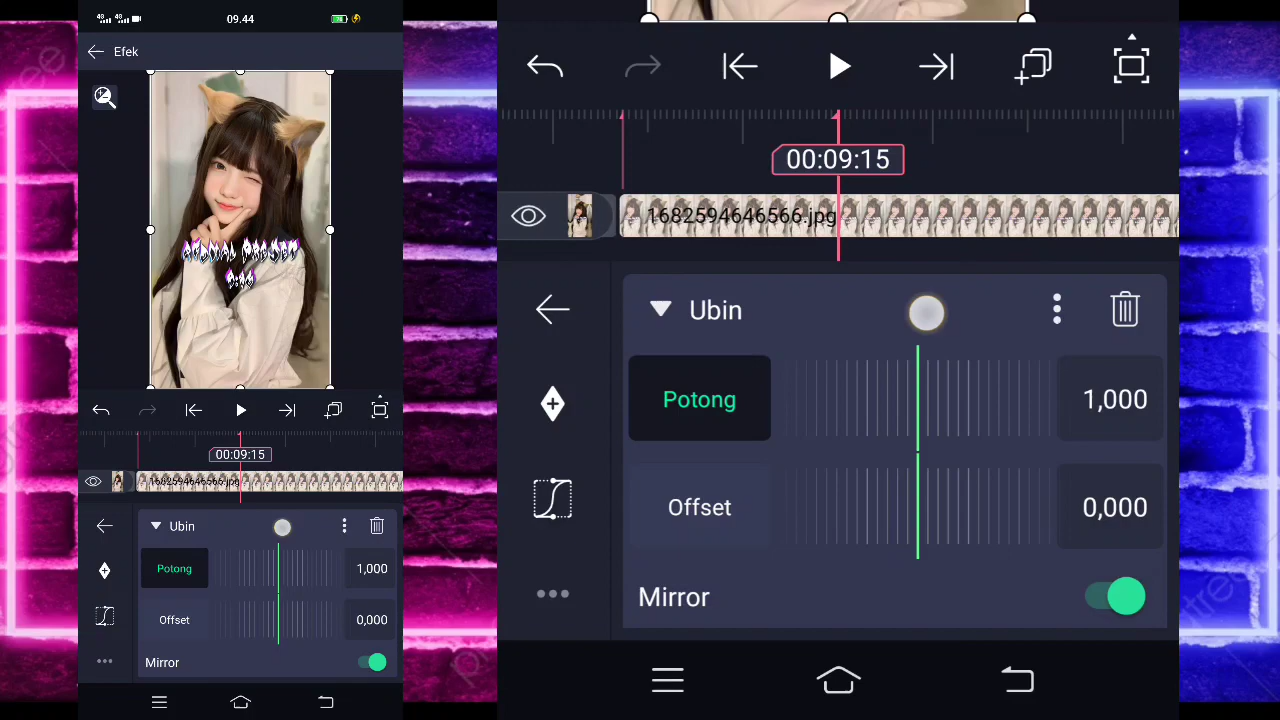 09.44
Efek
00:09:15
1682594646566.jpg
Ubin
Potong
1,000
Offset
0,000
Mirror
00:09:15
1682594646566.jpg
Ubin
Potong
1,000
Offset
0,000
Mirror